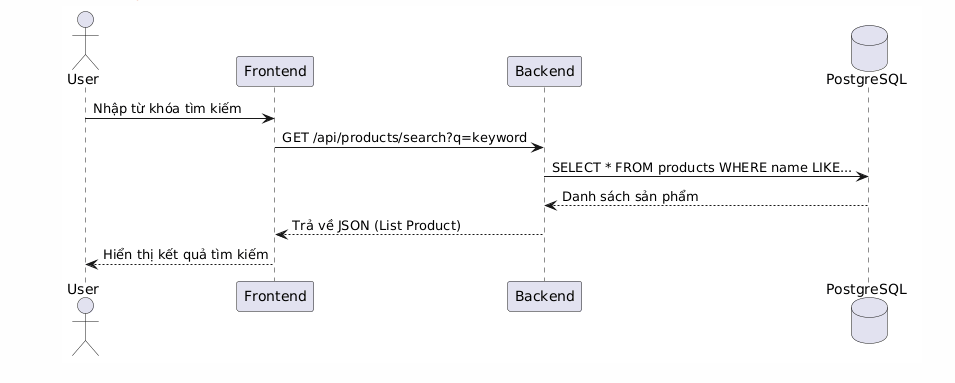 User
Frontend
Backend
PostgreSQL
Nhập từ khóa tìm kiếm
GET /api/products/search?q=keyword
SELECT * FROM products WHERE name LIKE...
Danh sách sản phẩm
Trả về JSON (List Product)
Hiển thị kết quả tìm kiếm
User
Frontend
Backend
PostgreSQL